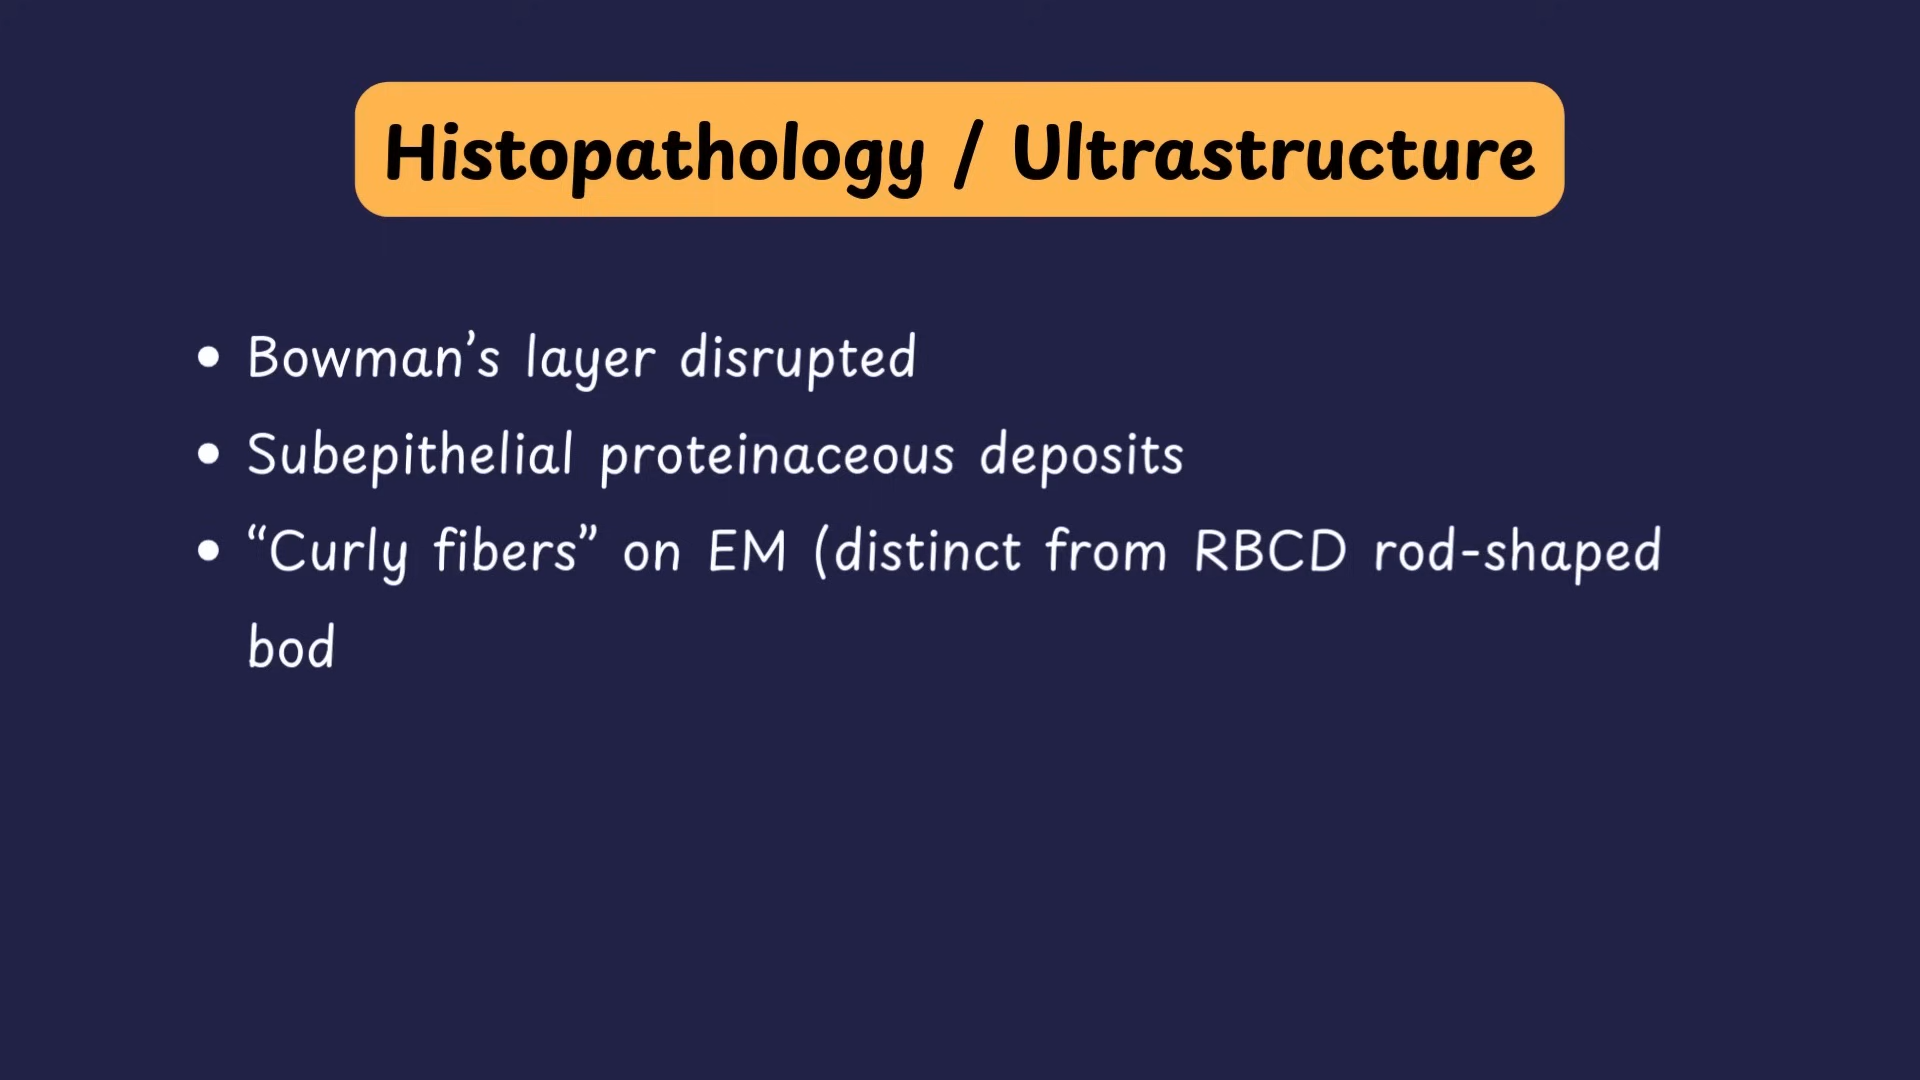 Histopathology / Ultrastructure
• Bowman’s layer disrupted
• Subepithelial proteinaceous deposits
• “Curly fibers” on EM (distinct from RBCD rod-shaped
bod